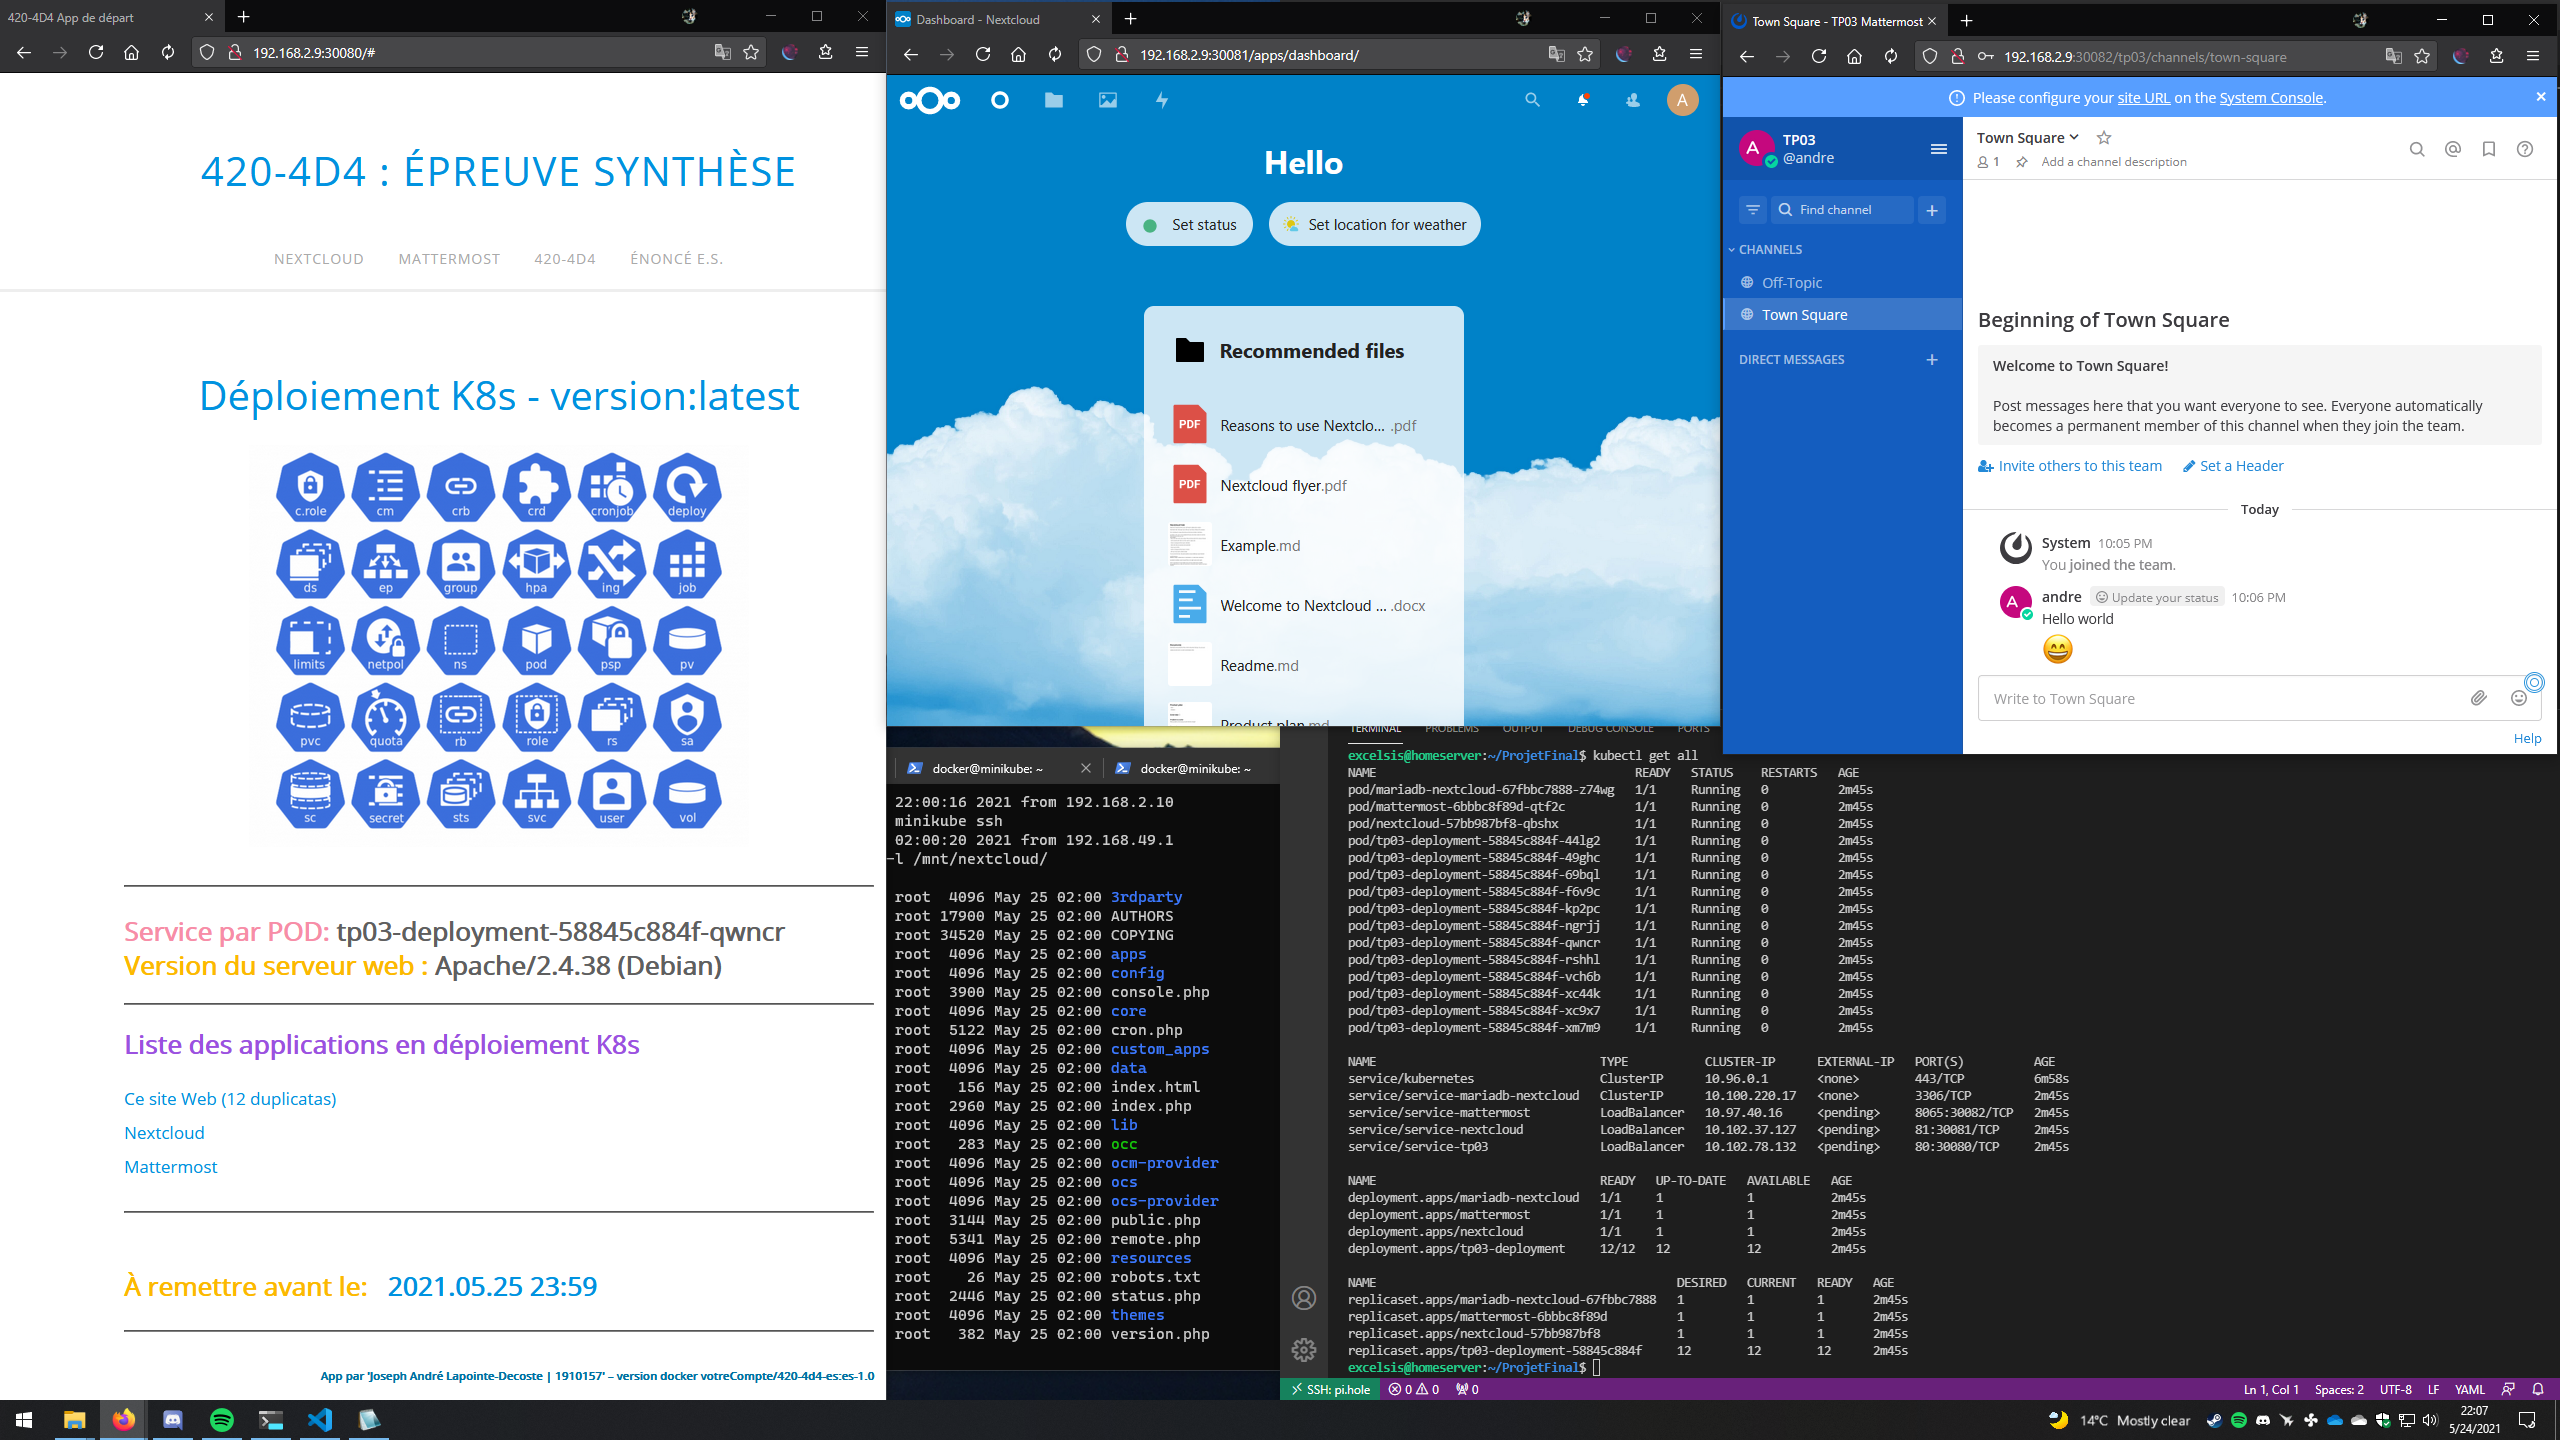 420-4D4 App de départ
192.168.2.9:30080/#
420-4D4 : ÉPREUVE SYNTHÈSE
NEXTCLOUD MATTERMOST 420-4D4 ÉNONCÉ E.S.
Déploiement K8s - version:latest
c.role cm crb crd cronjob deploy
ds ep group hpa ing job
limits netpol ns pod psp pv
pvc quota rb role rs sa
sc secret sts svc user vol
Service par POD: tp03-deployment-58845c884f-qwncr
Version du serveur web : Apache/2.4.38 (Debian)
Liste des applications en déploiement K8s
Ce site Web (12 duplicatas)
Nextcloud
Mattermost
À remettre avant le: 2021.05.25 23:59
App par 'Joseph André Lapointe-Decoste | 1910157' – version docker votreCompte/420-4d4-es:es-1.0
Dashboard - Nextcloud
192.168.2.9:30081/apps/dashboard/
A
Hello
Set status Set location for weather
Recommended files
PDF Reasons to use Nextclo... .pdf
PDF Nextcloud flyer.pdf
Example.md
Welcome to Nextcloud ... .docx
Readme.md
Product plan.md
Town Square - TP03 Mattermost
192.168.2.9:30082/tp03/channels/town-square
Please configure your site URL on the System Console.
A TP03
@andre
Find channel
CHANNELS
Off-Topic
Town Square
DIRECT MESSAGES
Town Square
1 Add a channel description
Beginning of Town Square
Welcome to Town Square!
Post messages here that you want everyone to see. Everyone automatically
becomes a permanent member of this channel when they join the team.
Invite others to this team Set a Header
Today
System 10:05 PM
You joined the team.
A andre Update your status 10:06 PM
Hello world
Write to Town Square
Help
docker@minikube: ~ docker@minikube: ~
22:00:16 2021 from 192.168.2.10
minikube ssh
02:00:20 2021 from 192.168.49.1
-l /mnt/nextcloud/
root 4096 May 25 02:00 3rdparty
root 17900 May 25 02:00 AUTHORS
root 34520 May 25 02:00 COPYING
root 4096 May 25 02:00 apps
root 4096 May 25 02:00 config
root 3900 May 25 02:00 console.php
root 4096 May 25 02:00 core
root 5122 May 25 02:00 cron.php
root 4096 May 25 02:00 custom_apps
root 4096 May 25 02:00 data
root 156 May 25 02:00 index.html
root 2960 May 25 02:00 index.php
root 4096 May 25 02:00 lib
root 283 May 25 02:00 occ
root 4096 May 25 02:00 ocm-provider
root 4096 May 25 02:00 ocs
root 4096 May 25 02:00 ocs-provider
root 3144 May 25 02:00 public.php
root 5341 May 25 02:00 remote.php
root 4096 May 25 02:00 resources
root 26 May 25 02:00 robots.txt
root 2446 May 25 02:00 status.php
root 4096 May 25 02:00 themes
root 382 May 25 02:00 version.php
TERMINAL PROBLEMS OUTPUT DEBUG CONSOLE PORTS
excelsis@homeserver:~/ProjetFinal$ kubectl get all
NAME READY STATUS RESTARTS AGE
pod/mariadb-nextcloud-67fbbc7888-z74wg 1/1 Running 0 2m45s
pod/mattermost-6bbbc8f89d-qtf2c 1/1 Running 0 2m45s
pod/nextcloud-57bb987bf8-qbshx 1/1 Running 0 2m45s
pod/tp03-deployment-58845c884f-44lg2 1/1 Running 0 2m45s
pod/tp03-deployment-58845c884f-49ghc 1/1 Running 0 2m45s
pod/tp03-deployment-58845c884f-69bql 1/1 Running 0 2m45s
pod/tp03-deployment-58845c884f-f6v9c 1/1 Running 0 2m45s
pod/tp03-deployment-58845c884f-kp2pc 1/1 Running 0 2m45s
pod/tp03-deployment-58845c884f-ngrjj 1/1 Running 0 2m45s
pod/tp03-deployment-58845c884f-qwncr 1/1 Running 0 2m45s
pod/tp03-deployment-58845c884f-rshhl 1/1 Running 0 2m45s
pod/tp03-deployment-58845c884f-vch6b 1/1 Running 0 2m45s
pod/tp03-deployment-58845c884f-xc44k 1/1 Running 0 2m45s
pod/tp03-deployment-58845c884f-xc9x7 1/1 Running 0 2m45s
pod/tp03-deployment-58845c884f-xm7m9 1/1 Running 0 2m45s
NAME TYPE CLUSTER-IP EXTERNAL-IP PORT(S) AGE
service/kubernetes ClusterIP 10.96.0.1 <none> 443/TCP 6m58s
service/service-mariadb-nextcloud ClusterIP 10.100.220.17 <none> 3306/TCP 2m45s
service/service-mattermost LoadBalancer 10.97.40.16 <pending> 8065:30082/TCP 2m45s
service/service-nextcloud LoadBalancer 10.102.37.127 <pending> 81:30081/TCP 2m45s
service/service-tp03 LoadBalancer 10.102.78.132 <pending> 80:30080/TCP 2m45s
NAME READY UP-TO-DATE AVAILABLE AGE
deployment.apps/mariadb-nextcloud 1/1 1 1 2m45s
deployment.apps/mattermost 1/1 1 1 2m45s
deployment.apps/nextcloud 1/1 1 1 2m45s
deployment.apps/tp03-deployment 12/12 12 12 2m45s
NAME DESIRED CURRENT READY AGE
replicaset.apps/mariadb-nextcloud-67fbbc7888 1 1 1 2m45s
replicaset.apps/mattermost-6bbbc8f89d 1 1 1 2m45s
replicaset.apps/nextcloud-57bb987bf8 1 1 1 2m45s
replicaset.apps/tp03-deployment-58845c884f 12 12 12 2m45s
excelsis@homeserver:~/ProjetFinal$
SSH: pi.hole 0 0 0 Ln 1, Col 1 Spaces: 2 UTF-8 LF YAML
14°C Mostly clear
22:07
5/24/2021